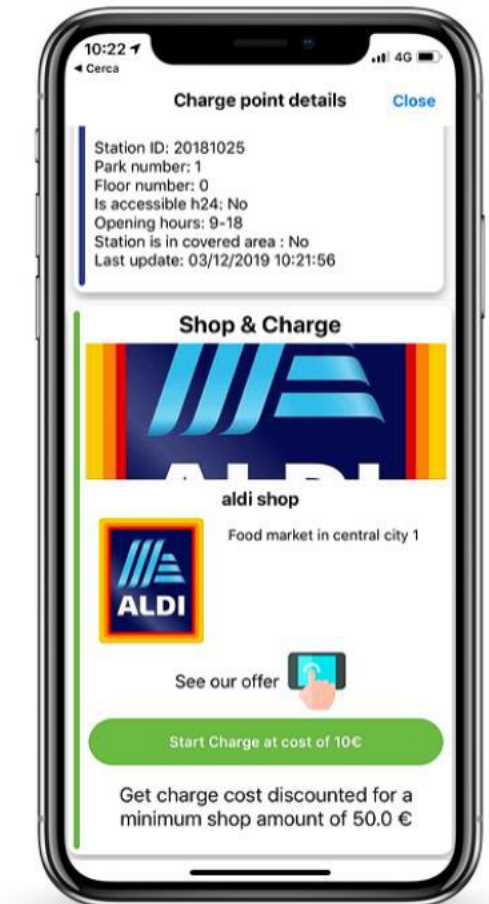 10:22
4G
◀ Cerca
Charge point details
Close
Station ID: 20181025
Park number: 1
Floor number: 0
Is accessible h24: No
Opening hours: 9-18
Station is in covered area : No
Last update: 03/12/2019 10:21:56
Shop & Charge
ALDI
aldi shop
Food market in central city 1
ALDI
See our offer
Start Charge at cost of 10€
Get charge cost discounted for a
minimum shop amount of 50.0 €